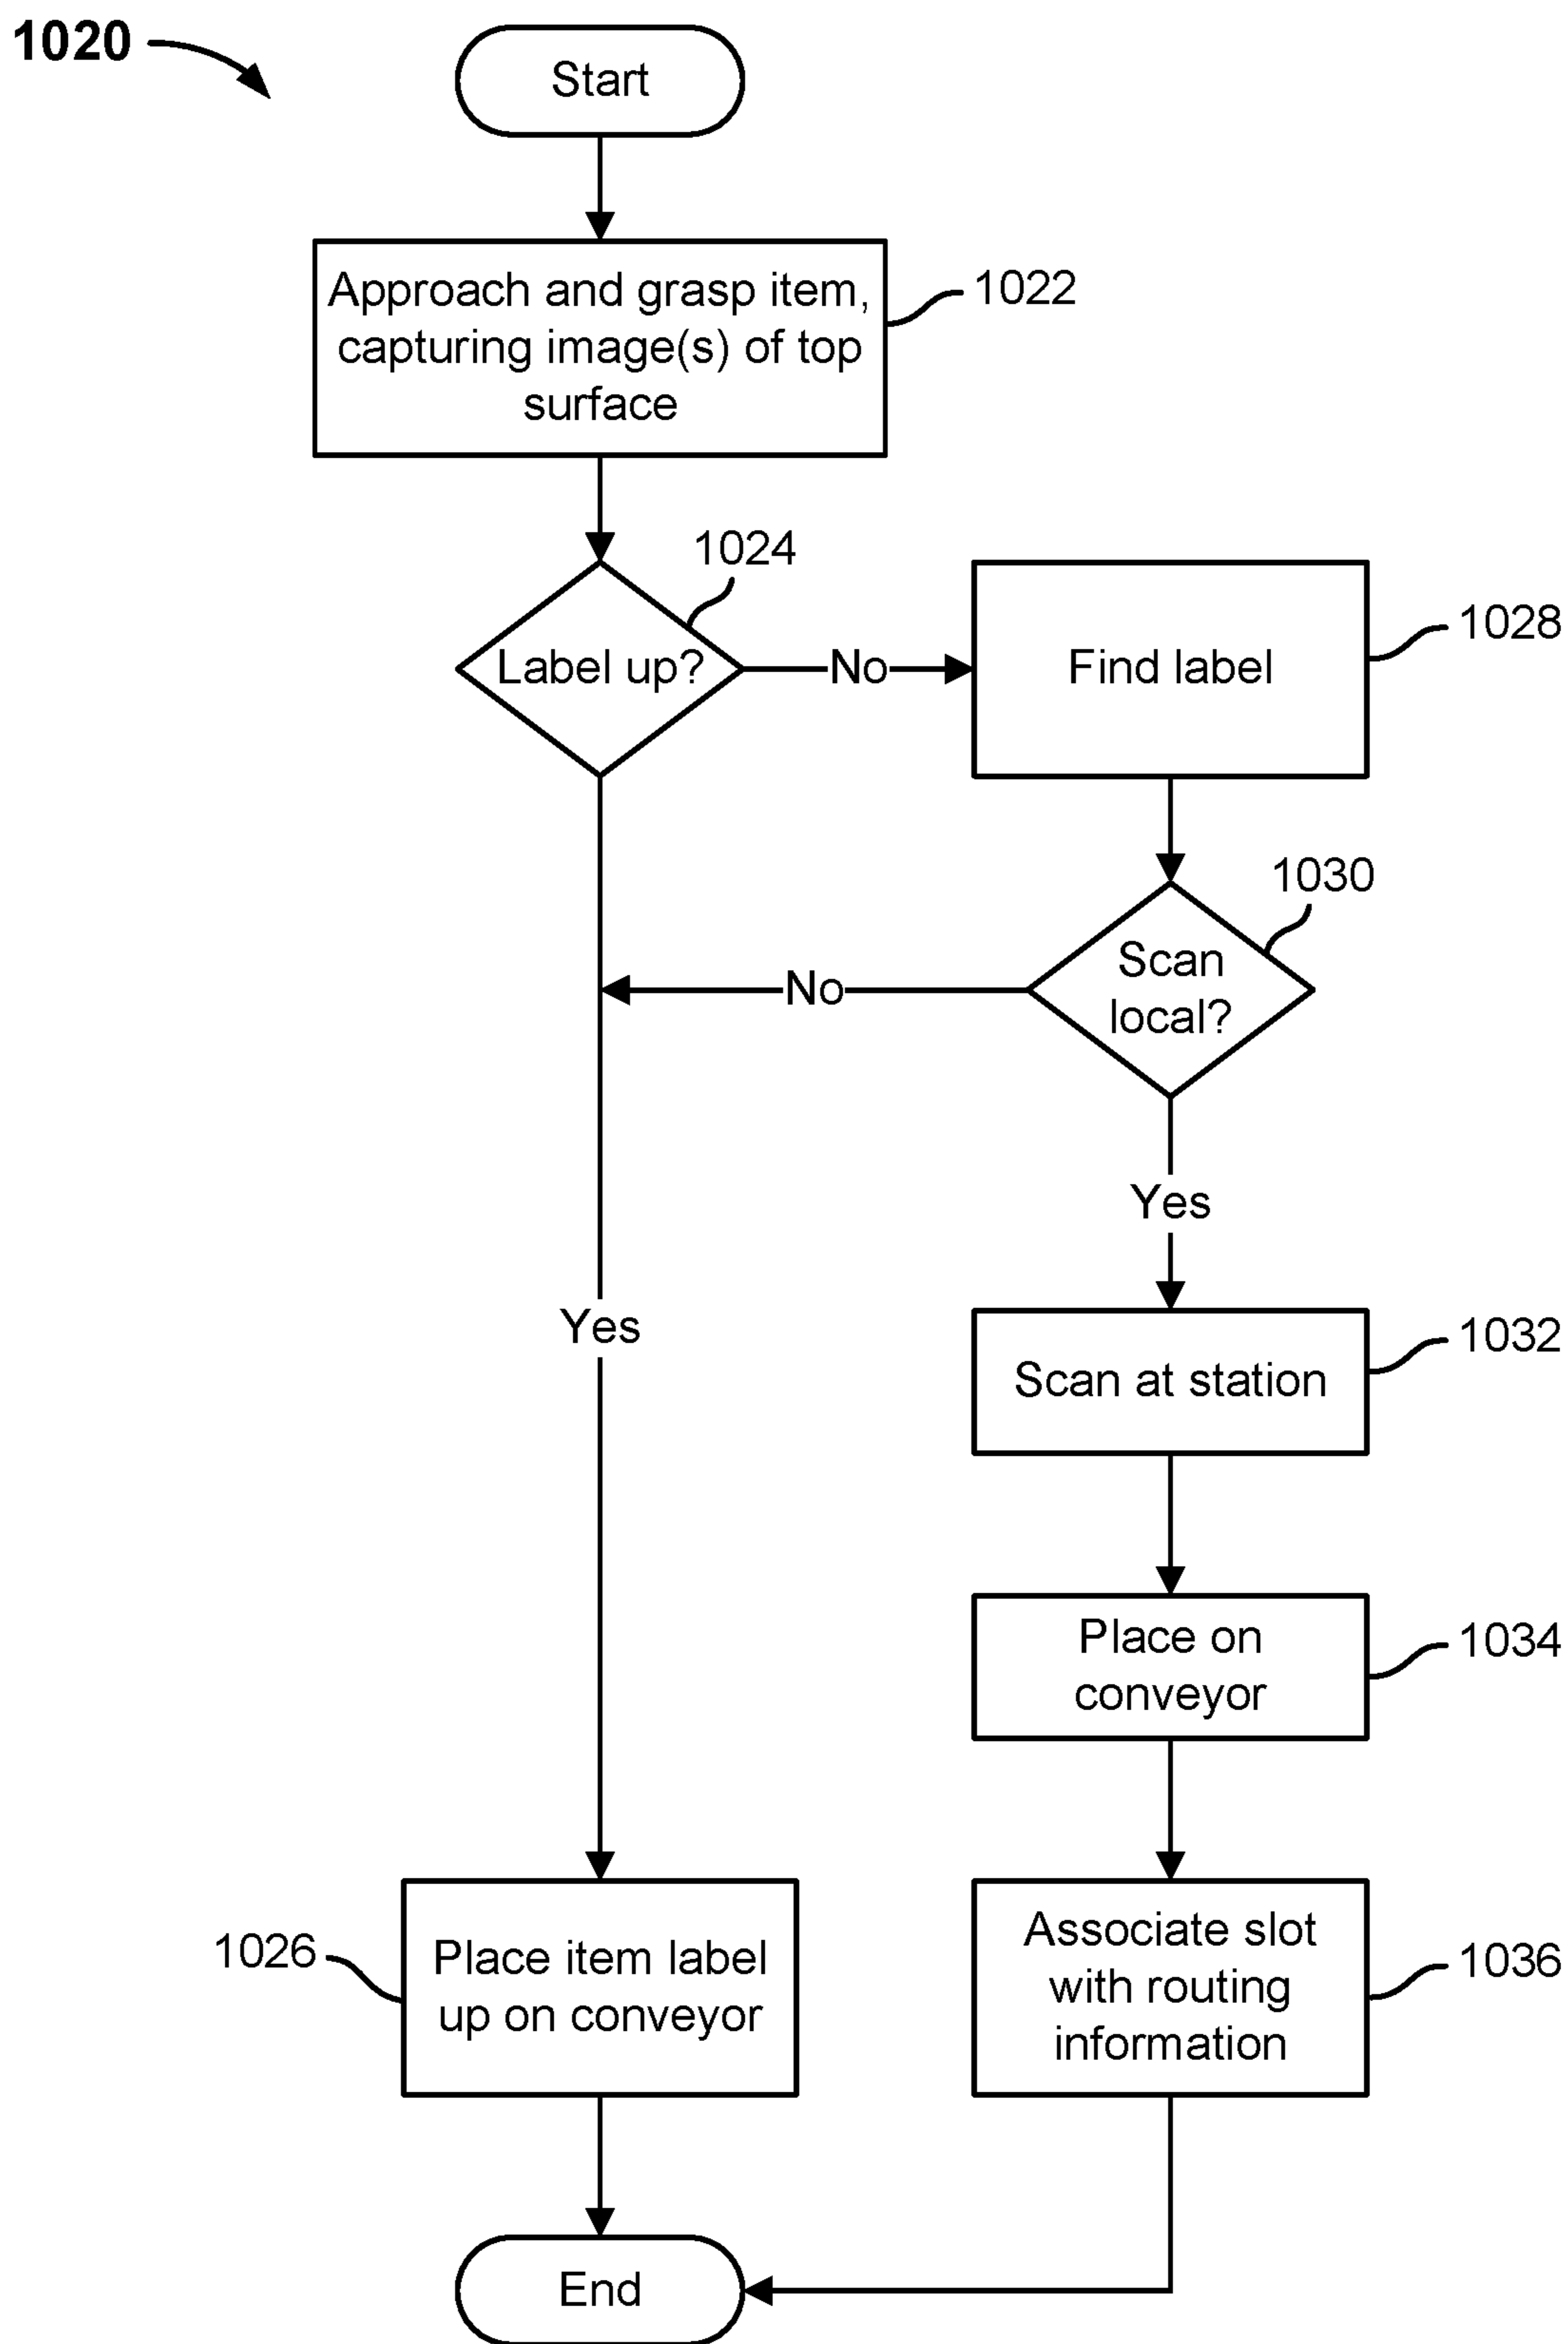 1020
Start
Approach and grasp item,
capturing image(s) of top
surface
1022
1024
Label up?
No
Find label
1028
1030
Scan
local?
No
Yes
Yes
Scan at station
1032
Place on
conveyor
1034
1026
Place item label
up on conveyor
Associate slot
with routing
information
1036
End